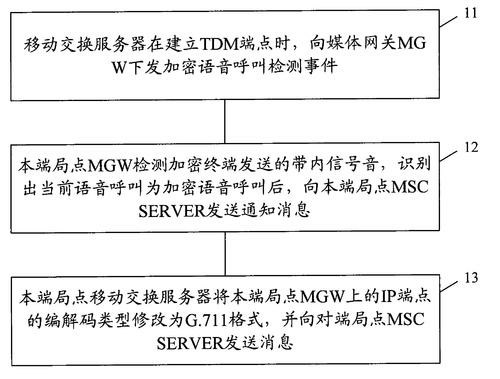 11
移动交换服务器在建立TDM端点时，向媒体网关MG
W下发加密语音呼叫检测事件
12
本端局点MGW检测加密终端发送的带内信号音，识别
出当前语音呼叫为加密语音呼叫后，向本端局点MSC
SERVER发送通知消息
13
本端局点移动交换服务器将本端局点MGW上的IP端点
的编解码类型修改为G.711格式，并向对端局点MSC
SERVER发送消息